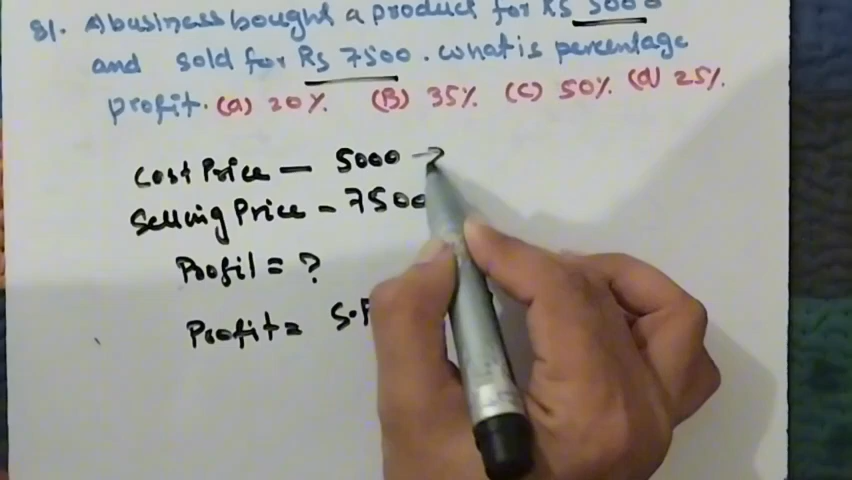 81. A business bought a product for Rs 5000
and sold for Rs 7500. what is percentage
profit. (a) 20% (B) 35% (C) 50% (d) 25%.
Cost Price — 5000 →
Selling Price - 7500
Profit = ?
Profit = S.P